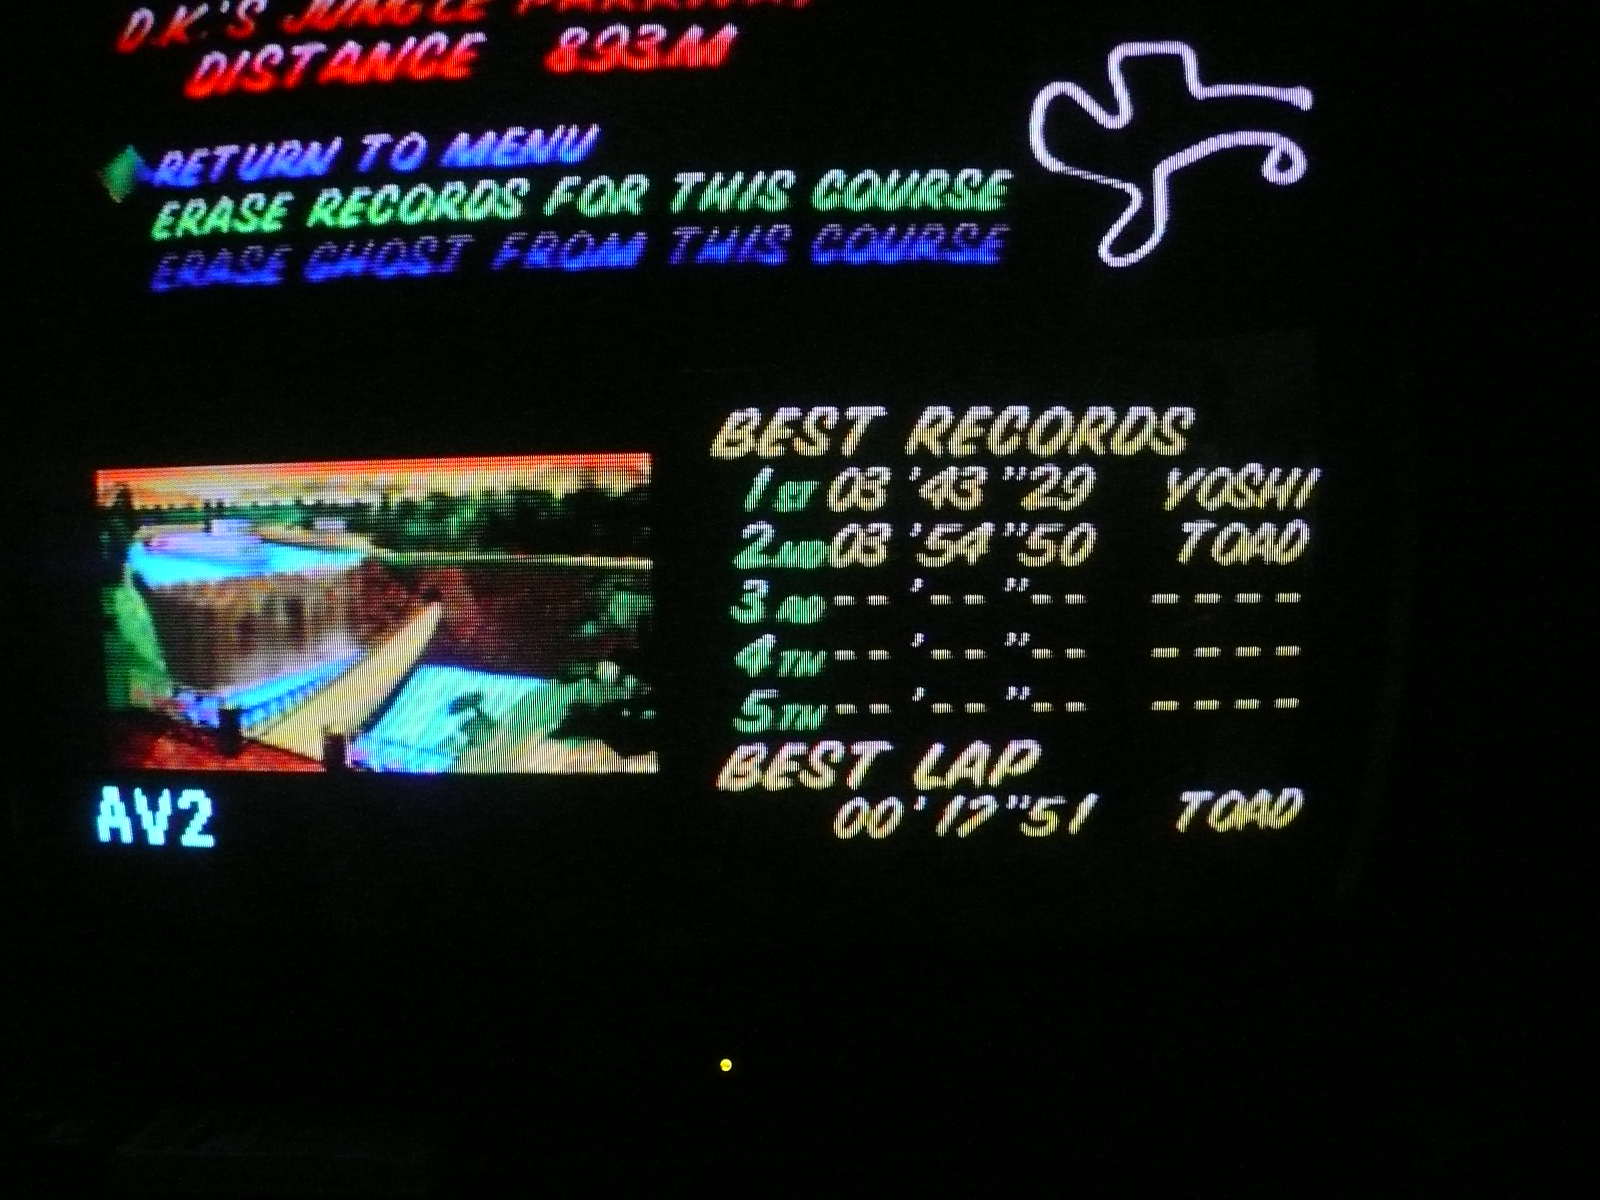 D.K.'S JUNGLE PARKWAY
DISTANCE 893M
RETURN TO MENU
ERASE RECORDS FOR THIS COURSE
ERASE GHOST FROM THIS COURSE
BEST RECORDS
1ST 03'43"29 YOSHI
2ND 03'54"50 TOAD
3RD --'--"-- ----
4TH --'--"-- ----
5TH --'--"-- ----
BEST LAP
00'17"51 TOAD
AV2